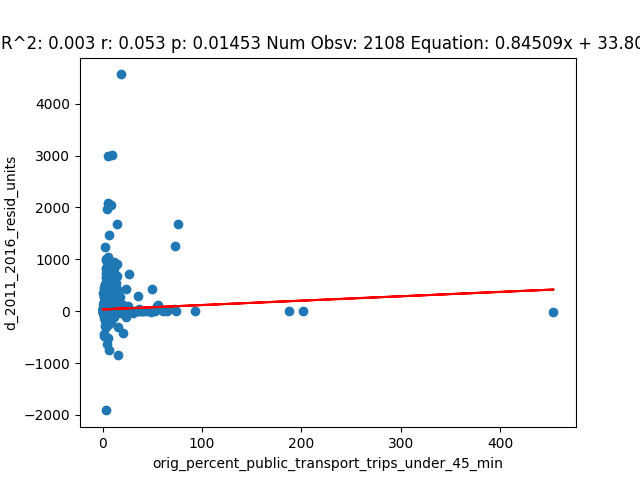 R^2: 0.003 r: 0.053 p: 0.01453 Num Obsv: 2108 Equation: 0.84509x + 33.80
4000
3000
2000
1000
0
−1000
−2000
d_2011_2016_resid_units
0 100 200 300 400
orig_percent_public_transport_trips_under_45_min